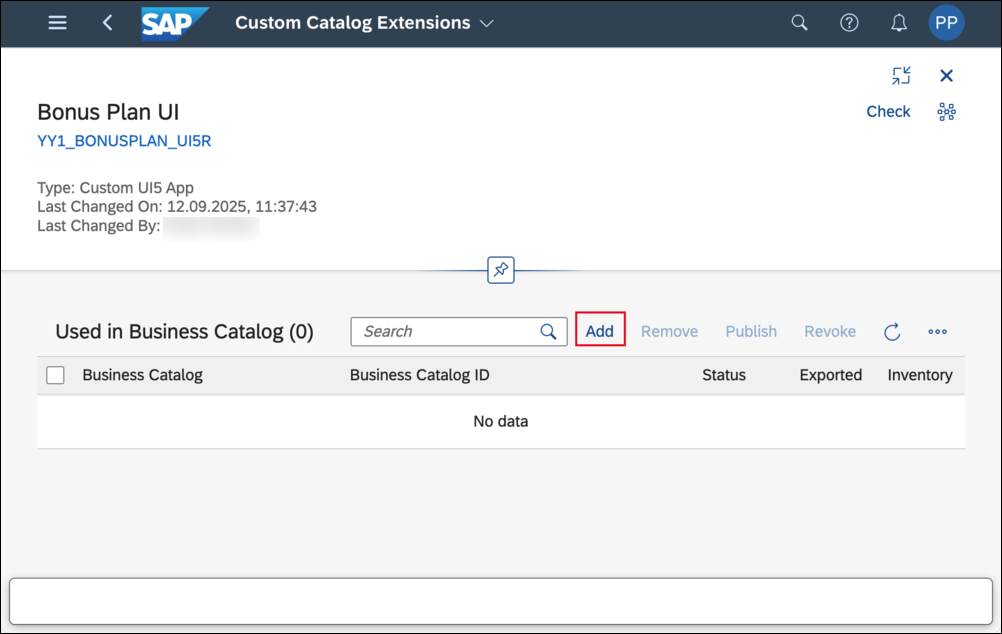 SAP Custom Catalog Extensions PP
Check
Bonus Plan UI
YY1_BONUSPLAN_UI5R
Type: Custom UI5 App
Last Changed On: 12.09.2025, 11:37:43
Last Changed By:
Used in Business Catalog (0) Search Add Remove Publish Revoke
Business Catalog Business Catalog ID Status Exported Inventory
No data